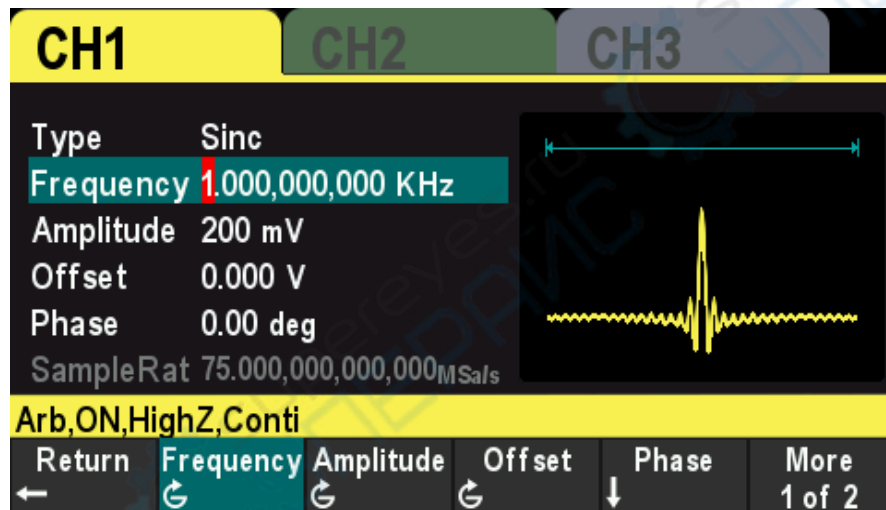 CH1 CH2 CH3
Type Sinc
Frequency 1.000,000,000 KHz
Amplitude 200 mV
Offset 0.000 V
Phase 0.00 deg
SampleRat 75.000,000,000,000MSa/s
Arb,ON,HighZ,Conti
Return Frequency Amplitude Offset Phase More
1 of 2